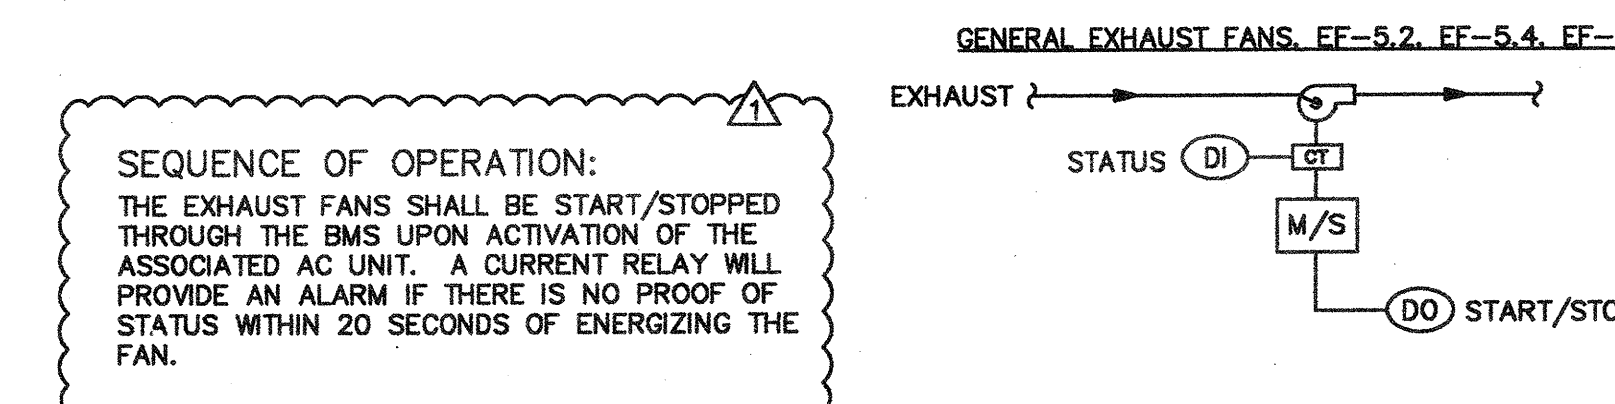 GENERAL EXHAUST FANS, EF-5.2, EF-5.4, EF-
EXHAUST
1
SEQUENCE OF OPERATION:
THE EXHAUST FANS SHALL BE START/STOPPED
THROUGH THE BMS UPON ACTIVATION OF THE
ASSOCIATED AC UNIT. A CURRENT RELAY WILL
PROVIDE AN ALARM IF THERE IS NO PROOF OF
STATUS WITHIN 20 SECONDS OF ENERGIZING THE
FAN.
STATUS DI CT
M/S
DO START/STO